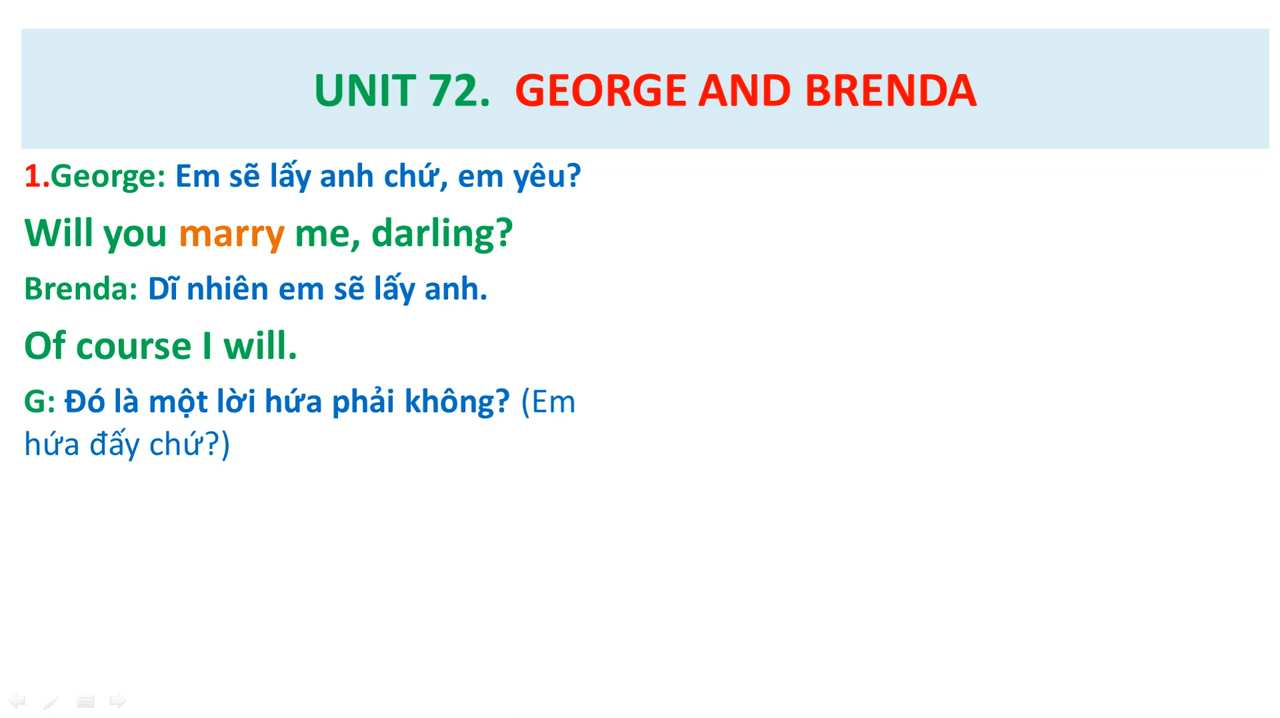 UNIT 72. GEORGE AND BRENDA
1.George: Em sẽ lấy anh chứ, em yêu?
Will you marry me, darling?
Brenda: Dĩ nhiên em sẽ lấy anh.
Of course I will.
G: Đó là một lời hứa phải không? (Em
hứa đấy chứ?)